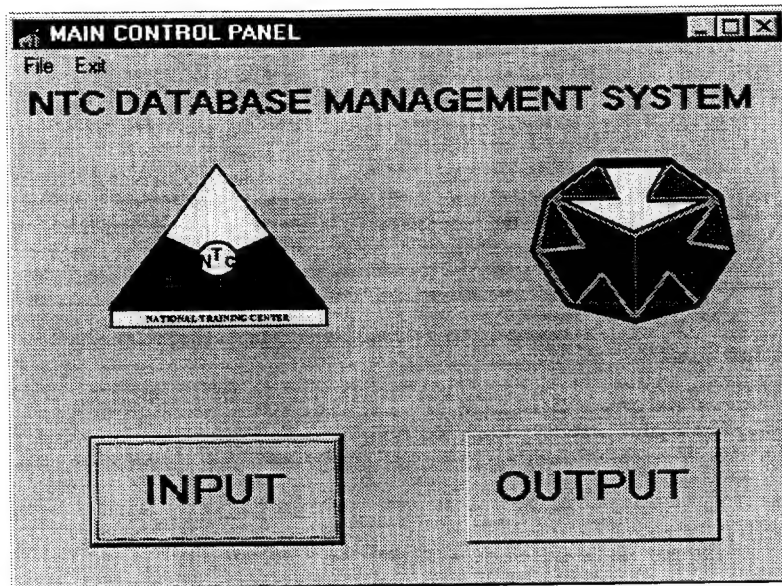 MAIN CONTROL PANEL
File Exit
NTC DATABASE MANAGEMENT SYSTEM
NTC
NATIONAL TRAINING CENTER
INPUT
OUTPUT